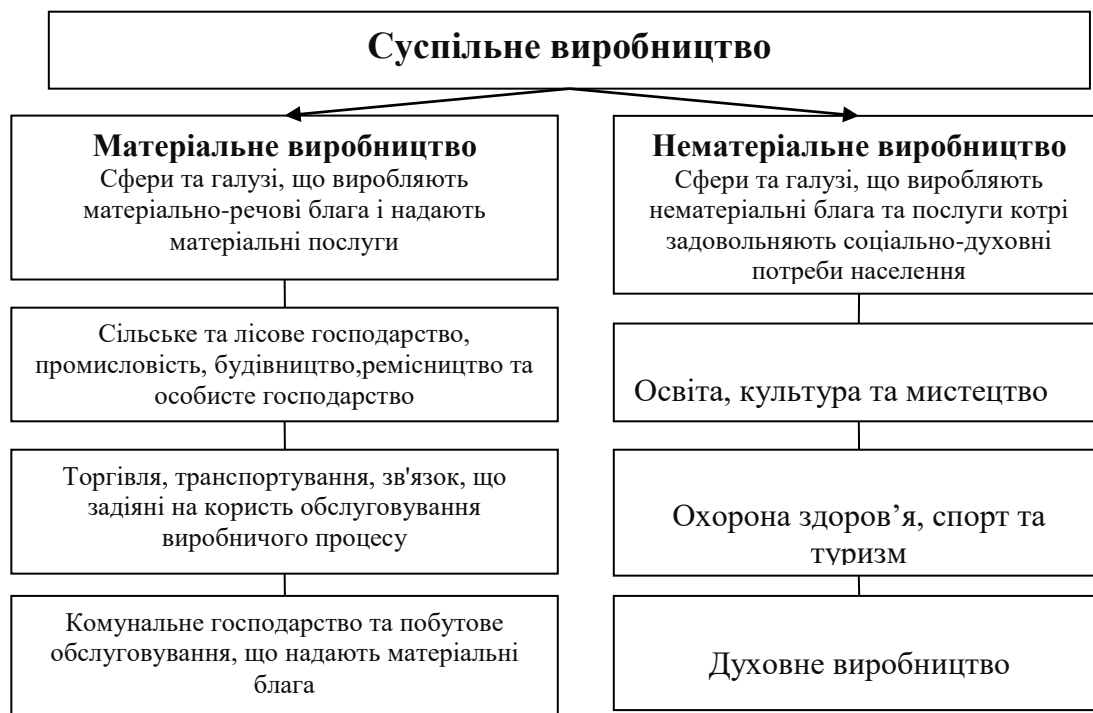 Суспільне виробництво
Матеріальне виробництво
Сфери та галузі, що виробляють
матеріально-речові блага і надають
матеріальні послуги
Сільське та лісове господарство,
промисловість, будівництво,ремісництво та
особисте господарство
Торгівля, транспортування, зв'язок, що
задіяні на користь обслуговування
виробничого процесу
Комунальне господарство та побутове
обслуговування, що надають матеріальні
блага
Нематеріальне виробництво
Сфери та галузі, що виробляють
нематеріальні блага та послуги котрі
задовольняють соціально-духовні
потреби населення
Освіта, культура та мистецтво
Охорона здоров’я, спорт та
туризм
Духовне виробництво